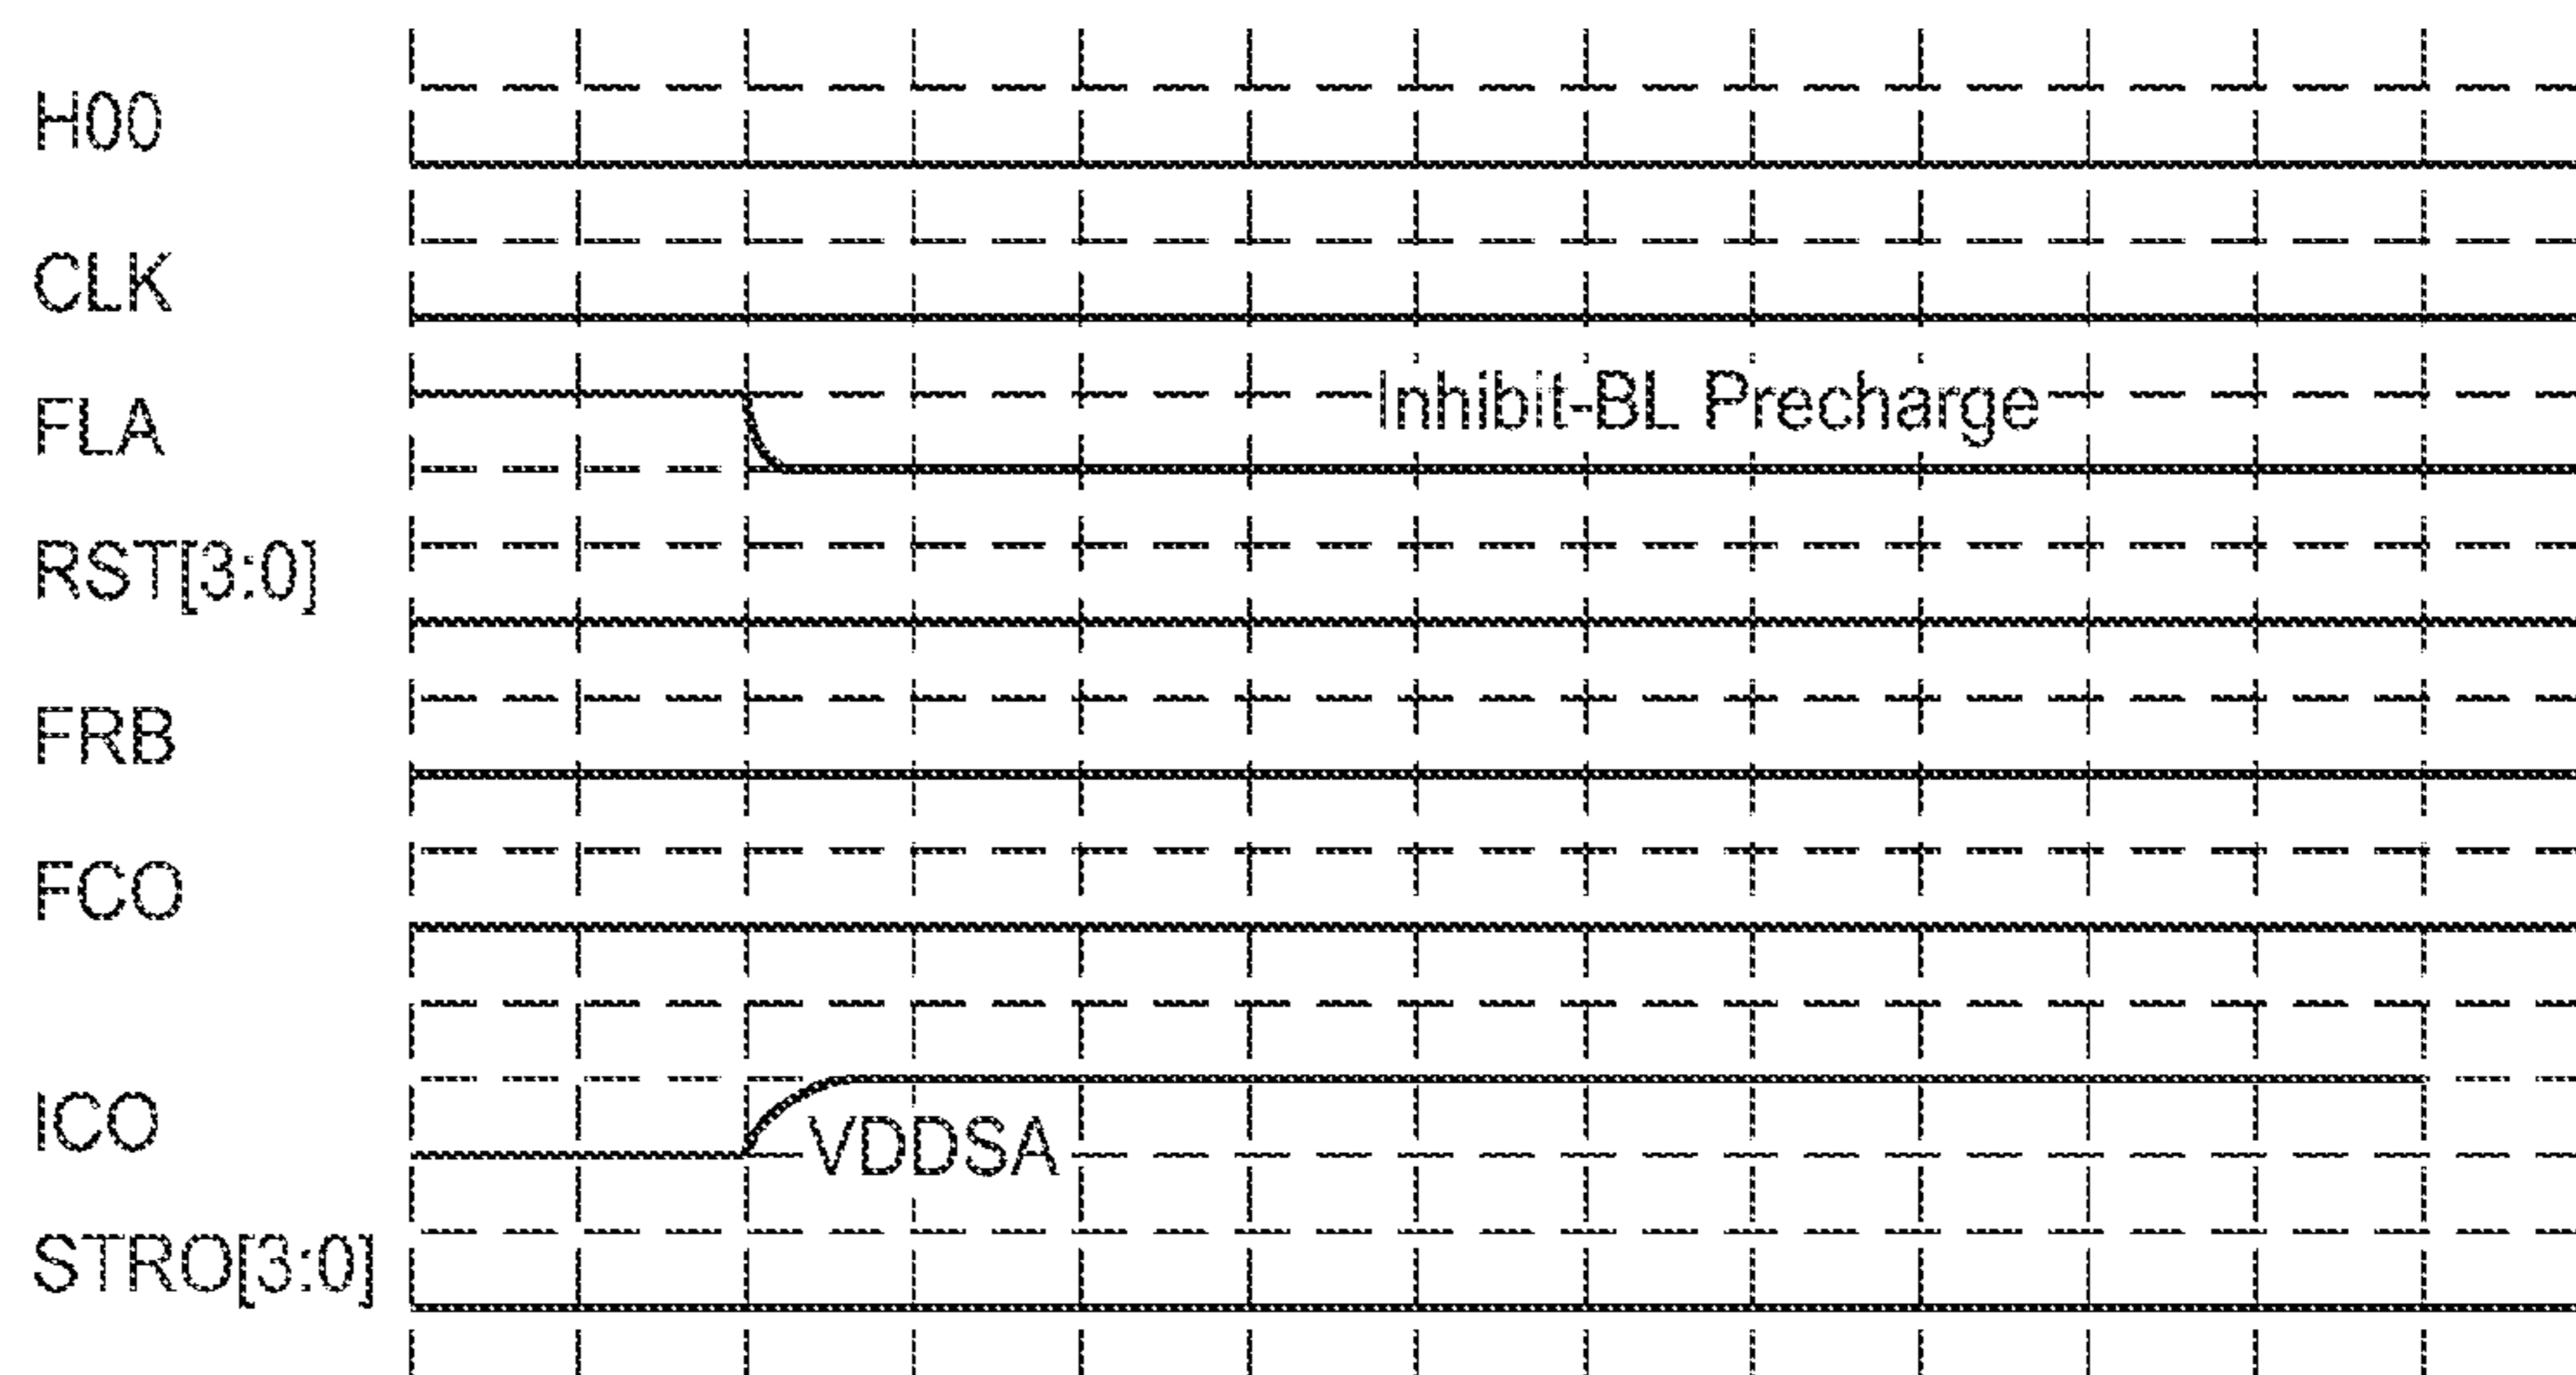 H00
CLK
Inhibit-BL Precharge
FLA
RST[3:0]
FRB
FCO
ICO
VDDSA
STRO[3:0]